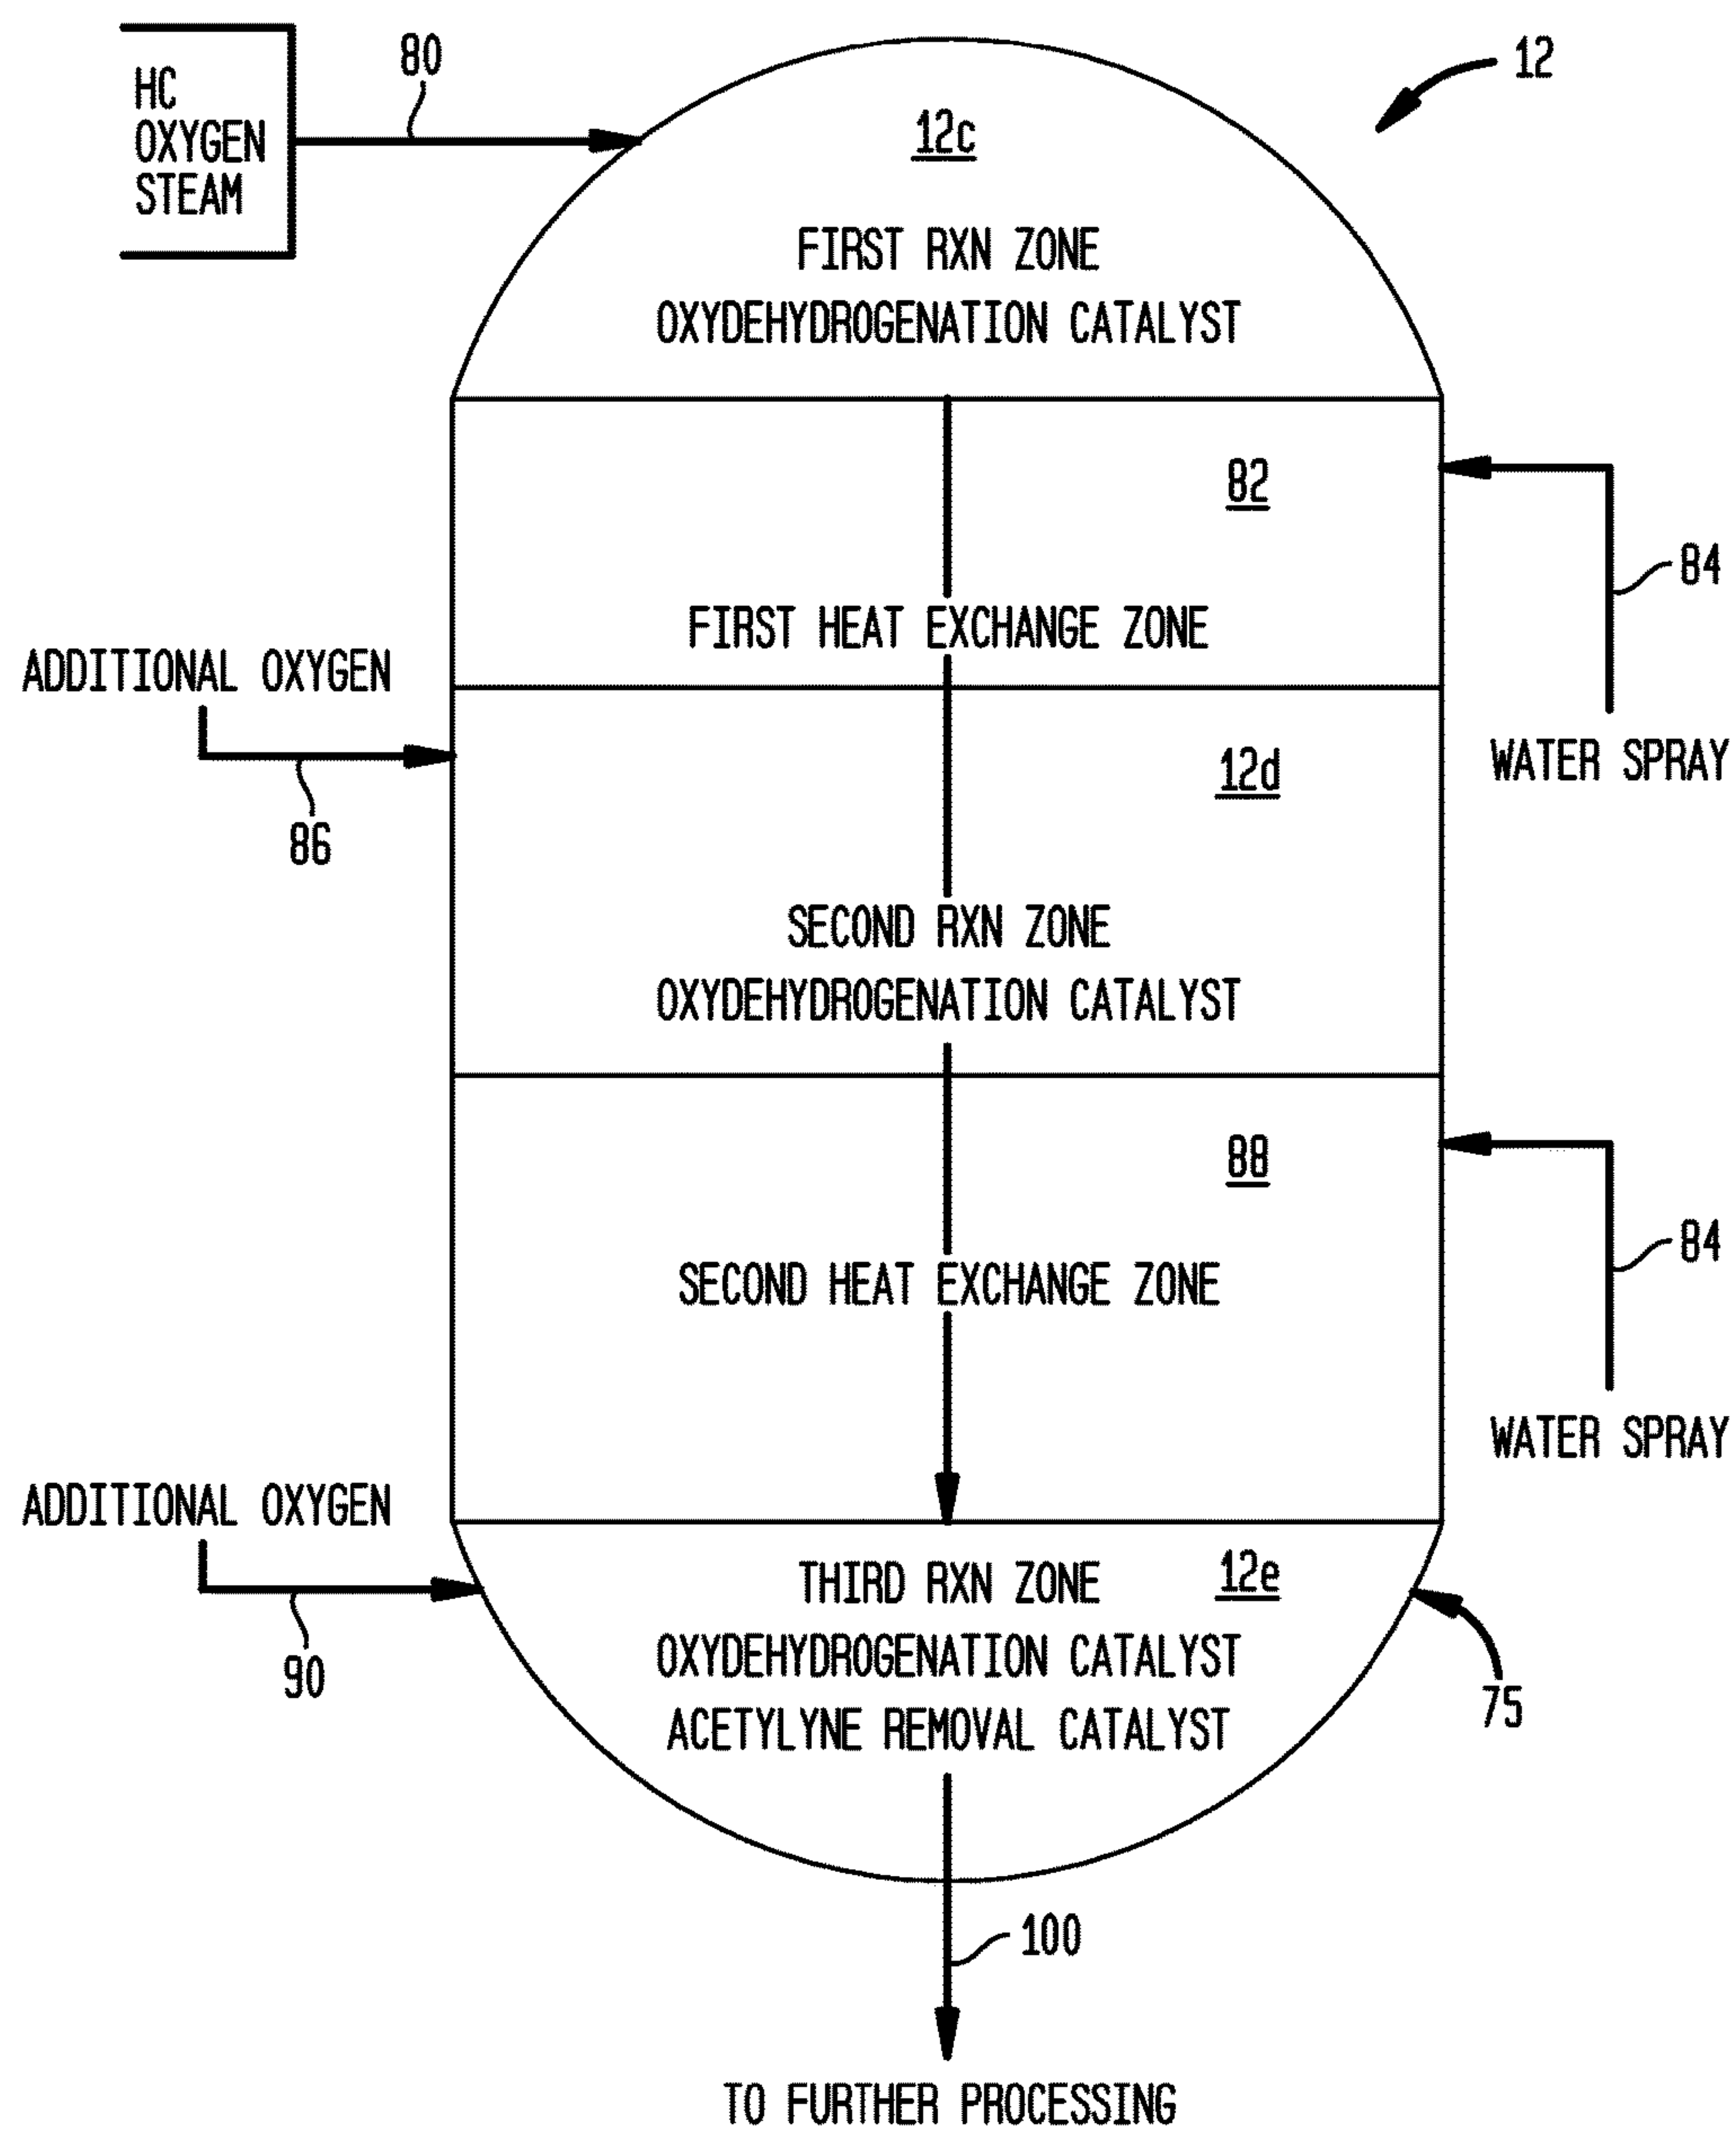 80
12
HC
OXYGEN
STEAM
12c
FIRST RXN ZONE
OXYDEHYDROGENATION CATALYST
82
84
FIRST HEAT EXCHANGE ZONE
ADDITIONAL OXYGEN
12d
WATER SPRAY
86
SECOND RXN ZONE
OXYDEHYDROGENATION CATALYST
88
84
SECOND HEAT EXCHANGE ZONE
WATER SPRAY
ADDITIONAL OXYGEN
12e
THIRD RXN ZONE
OXYDEHYDROGENATION CATALYST
ACETYLYNE REMOVAL CATALYST
90
75
100
TO FURTHER PROCESSING